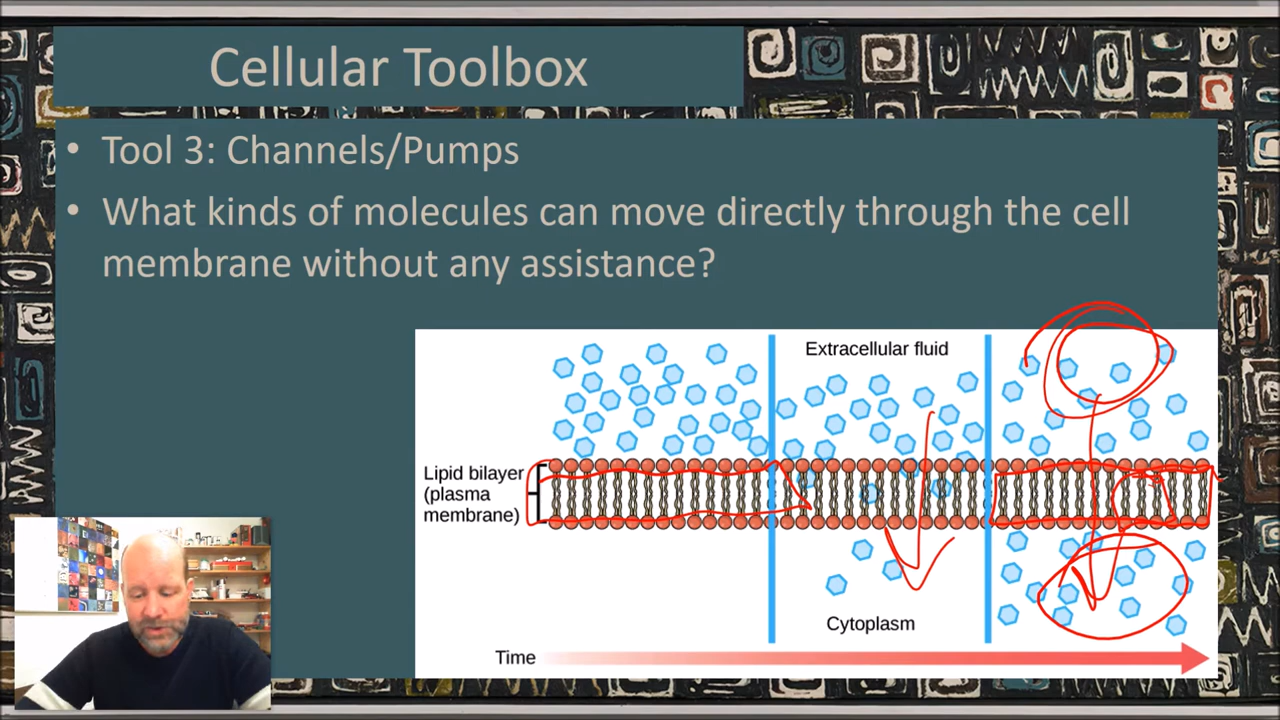 Cellular Toolbox
• Tool 3: Channels/Pumps
• What kinds of molecules can move directly through the cell
membrane without any assistance?
Extracellular fluid
Lipid bilayer
(plasma
membrane)
Cytoplasm
Time